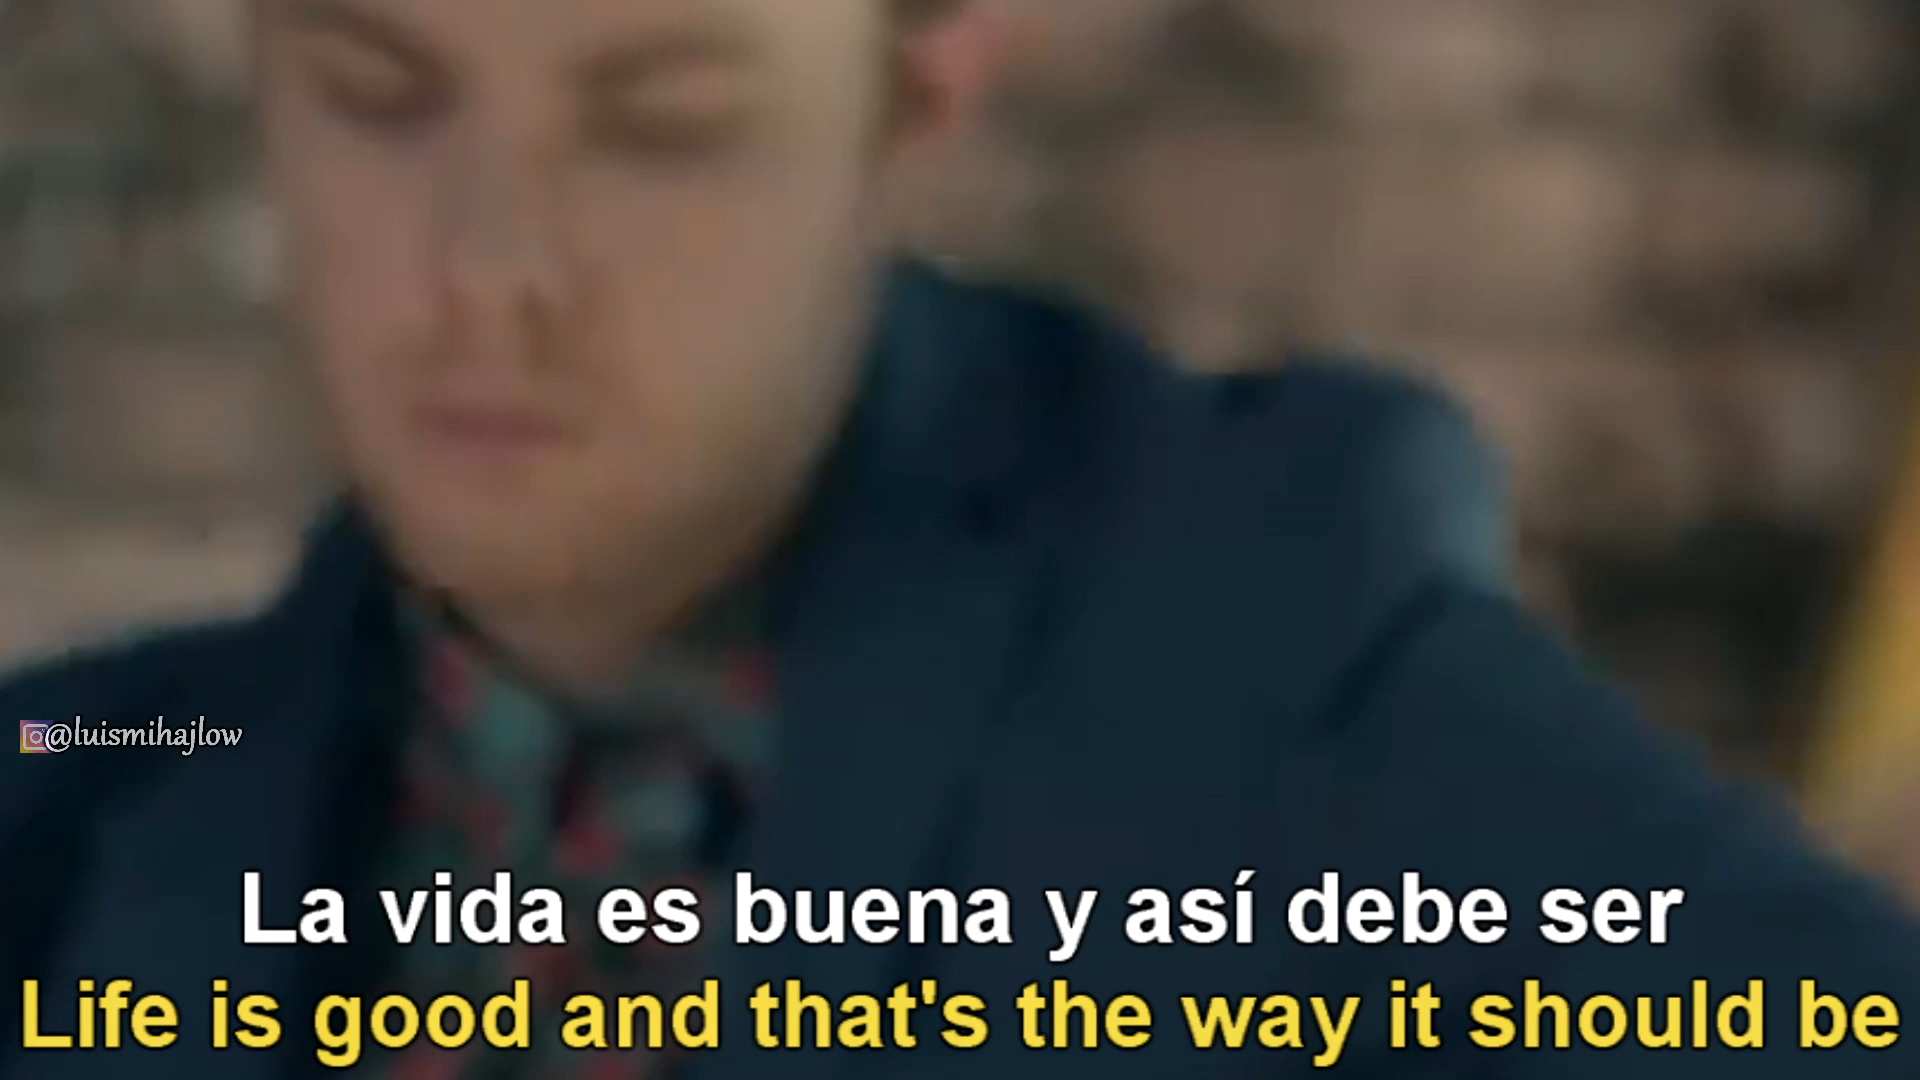 @luismihajlow
La vida es buena y así debe ser
Life is good and that's the way it should be